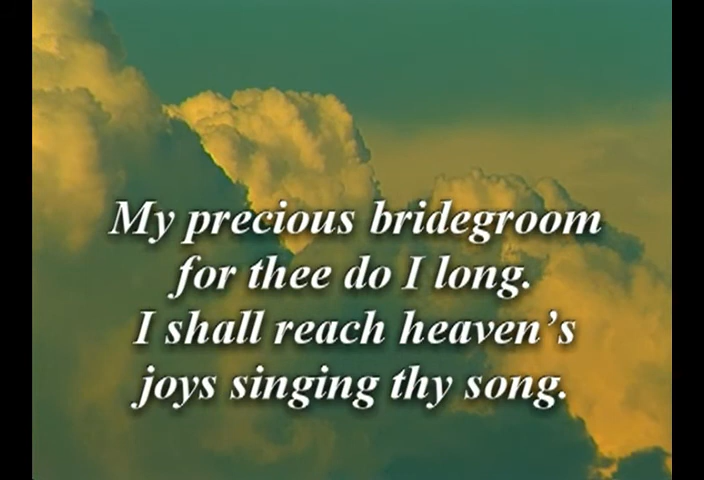 My precious bridegroom
for thee do I long.
I shall reach heaven's
joys singing thy song.